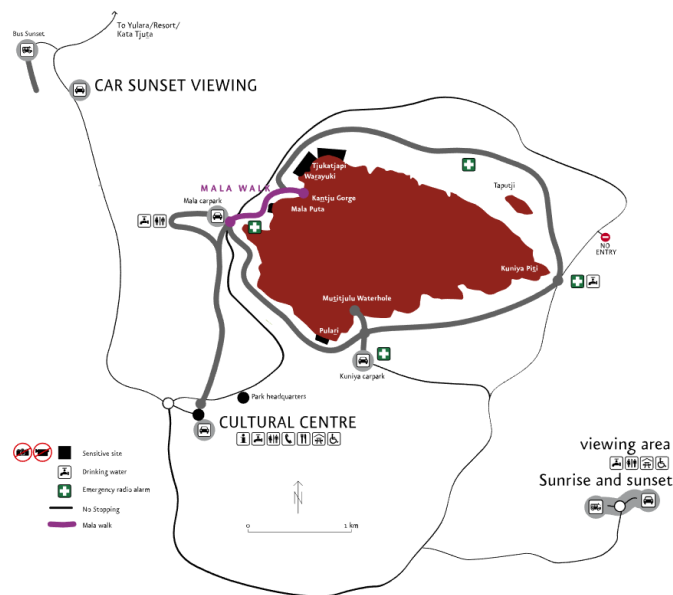 To Yulara/Resort/
Kata Tjuṯa
Bus Sunset
CAR SUNSET VIEWING
Tjukatjapi
Warayuki
MALA WALK
Taputji
Kantju Gorge
Mala carpark
Mala Puta
NO
ENTRY
Kuniya Piti
Mutitjulu Waterhole
Pulari
Kuniya carpark
Park headquarters
CULTURAL CENTRE
viewing area
Sunrise and sunset
Sensitive site
Drinking water
Emergency radio alarm
No Stopping
Mala walk
N
0 1 km